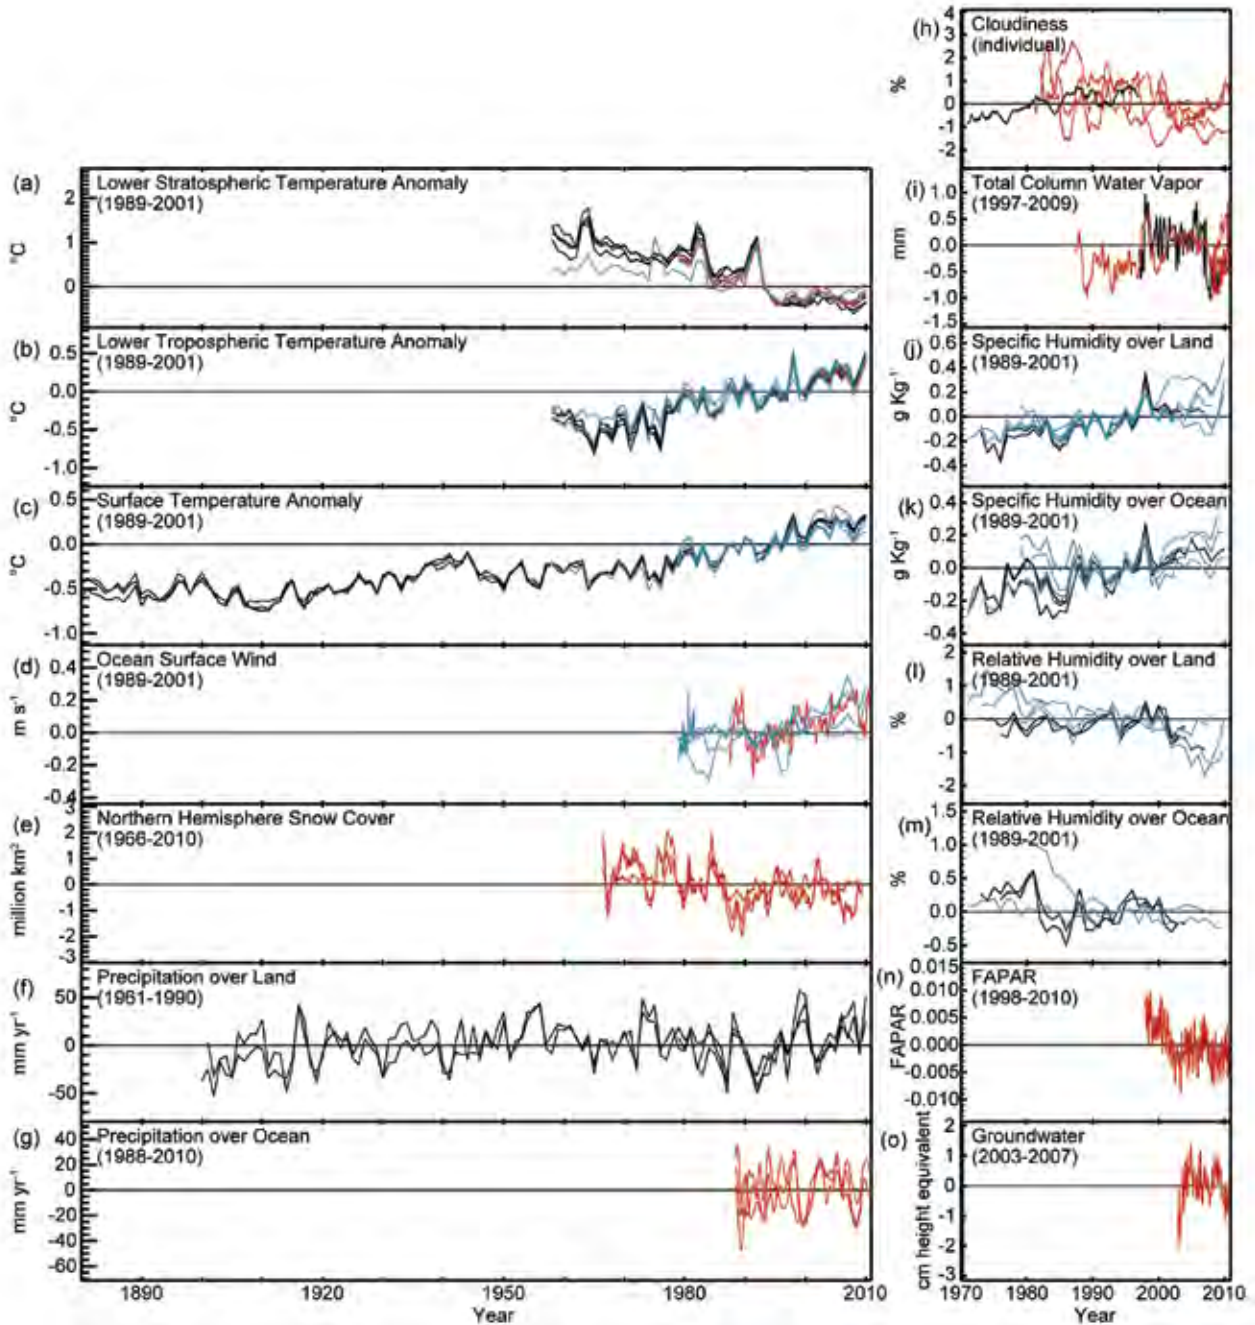 (a)
Lower Stratospheric Temperature Anomaly
(1989-2001)
°C
2
1
0
(b)
Lower Tropospheric Temperature Anomaly
(1989-2001)
°C
0.5
0.0
-0.5
-1.0
(c)
Surface Temperature Anomaly
(1989-2001)
°C
0.5
0.0
-0.5
-1.0
(d)
Ocean Surface Wind
(1989-2001)
m s⁻¹
0.4
0.2
0.0
-0.2
-0.4
(e)
Northern Hemisphere Snow Cover
(1966-2010)
million km²
3
2
1
0
-1
-2
-3
(f)
Precipitation over Land
(1961-1990)
mm yr⁻¹
50
0
-50
(g)
Precipitation over Ocean
(1988-2010)
mm yr⁻¹
40
20
0
-20
-40
-60
1890
1920
1950
1980
2010
Year
(h)
Cloudiness
(individual)
%
4
3
2
1
0
-1
-2
(i)
Total Column Water Vapor
(1997-2009)
mm
1.0
0.5
0.0
-0.5
-1.0
-1.5
(j)
Specific Humidity over Land
(1989-2001)
g Kg⁻¹
0.6
0.4
0.2
0.0
-0.2
-0.4
(k)
Specific Humidity over Ocean
(1989-2001)
g Kg⁻¹
0.4
0.2
0.0
-0.2
-0.4
(l)
Relative Humidity over Land
(1989-2001)
%
2
1
0
-1
-2
(m)
Relative Humidity over Ocean
(1989-2001)
%
1.5
1.0
0.5
0.0
-0.5
(n)
FAPAR
(1998-2010)
FAPAR
0.015
0.010
0.005
0.000
-0.005
-0.010
(o)
Groundwater
(2003-2007)
cm height equivalent
2
1
0
-1
-2
-3
1970
1980
1990
2000
2010
Year